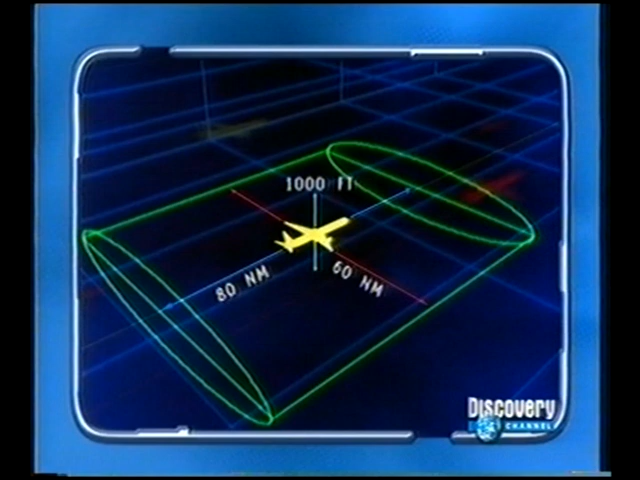 1000 FT
80 NM
60 NM
Discovery
CHANNEL